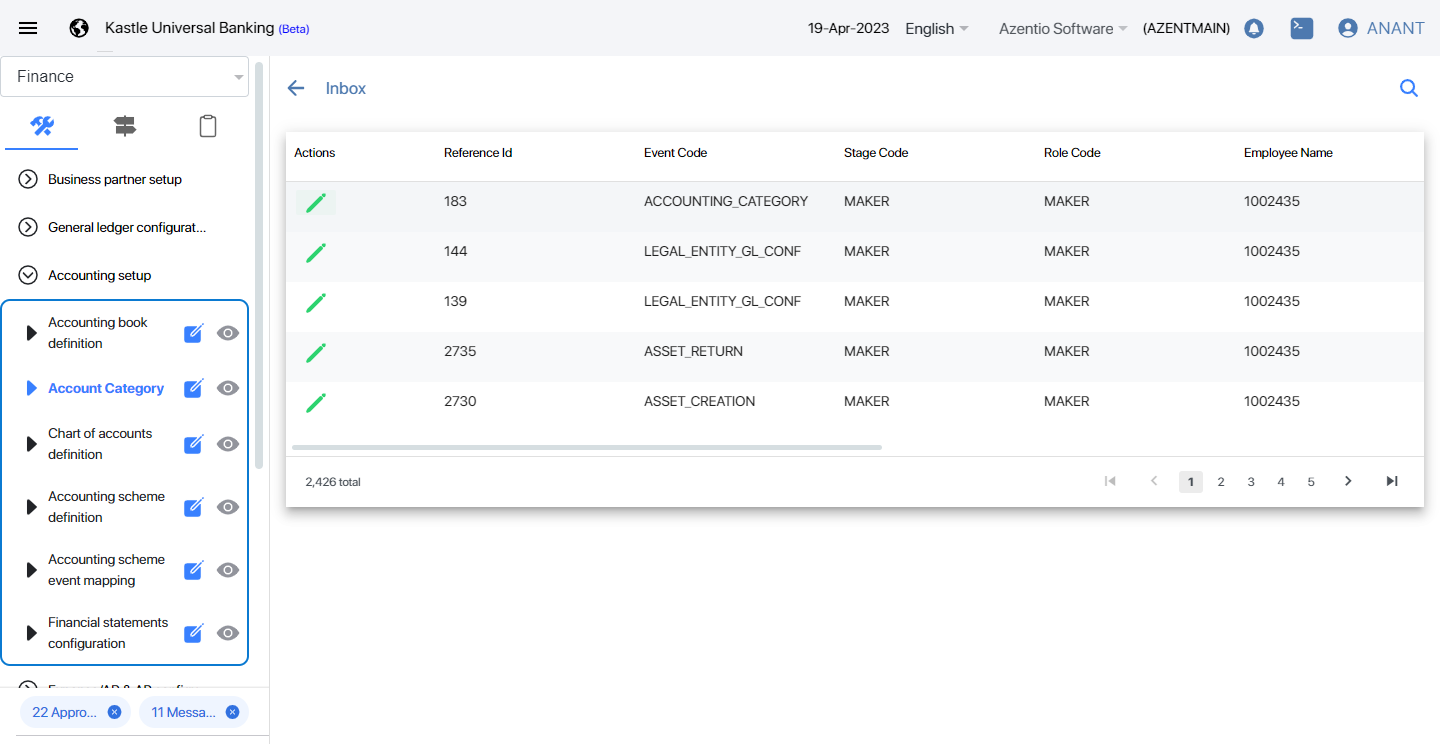 Kastle Universal Banking (Beta)
19-Apr-2023 English Azentio Software (AZENTMAIN) ANANT
Finance
Business partner setup
General ledger configurat...
Accounting setup
Accounting book
definition
Account Category
Chart of accounts
definition
Accounting scheme
definition
Accounting scheme
event mapping
Financial statements
configuration
22 Appro... 11 Messa...
Inbox
Actions Reference Id Event Code Stage Code Role Code Employee Name
183 ACCOUNTING_CATEGORY MAKER MAKER 1002435
144 LEGAL_ENTITY_GL_CONF MAKER MAKER 1002435
139 LEGAL_ENTITY_GL_CONF MAKER MAKER 1002435
2735 ASSET_RETURN MAKER MAKER 1002435
2730 ASSET_CREATION MAKER MAKER 1002435
2,426 total 1 2 3 4 5